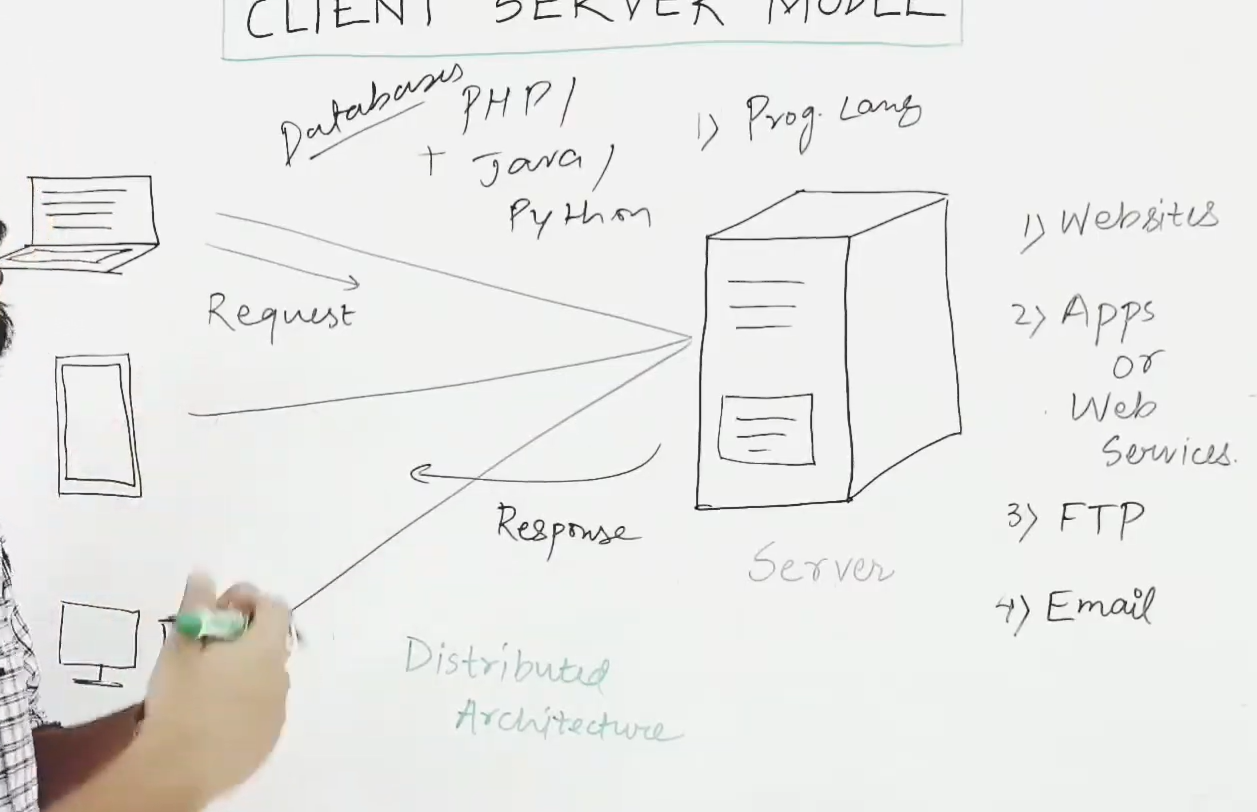 CLIENT SERVER MODEL
Databases
PHP/
+ Java/
Python
1) Prog. Lang
Request
Response
Server
Distributed
Architecture
1) Websites
2) Apps
or
Web
Services.
3) FTP
4) Email